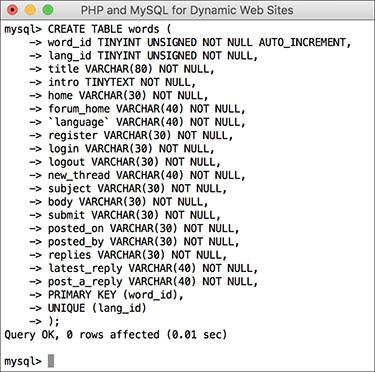 PHP and MySQL for Dynamic Web Sites
mysql> CREATE TABLE words (
    -> word_id TINYINT UNSIGNED NOT NULL AUTO_INCREMENT,
    -> lang_id TINYINT UNSIGNED NOT NULL,
    -> title VARCHAR(80) NOT NULL,
    -> intro TINYTEXT NOT NULL,
    -> home VARCHAR(30) NOT NULL,
    -> forum_home VARCHAR(40) NOT NULL,
    -> `language` VARCHAR(40) NOT NULL,
    -> register VARCHAR(30) NOT NULL,
    -> login VARCHAR(30) NOT NULL,
    -> logout VARCHAR(30) NOT NULL,
    -> new_thread VARCHAR(40) NOT NULL,
    -> subject VARCHAR(30) NOT NULL,
    -> body VARCHAR(30) NOT NULL,
    -> submit VARCHAR(30) NOT NULL,
    -> posted_on VARCHAR(30) NOT NULL,
    -> posted_by VARCHAR(30) NOT NULL,
    -> replies VARCHAR(30) NOT NULL,
    -> latest_reply VARCHAR(40) NOT NULL,
    -> post_a_reply VARCHAR(40) NOT NULL,
    -> PRIMARY KEY (word_id),
    -> UNIQUE (lang_id)
    -> );
Query OK, 0 rows affected (0.01 sec)
mysql>